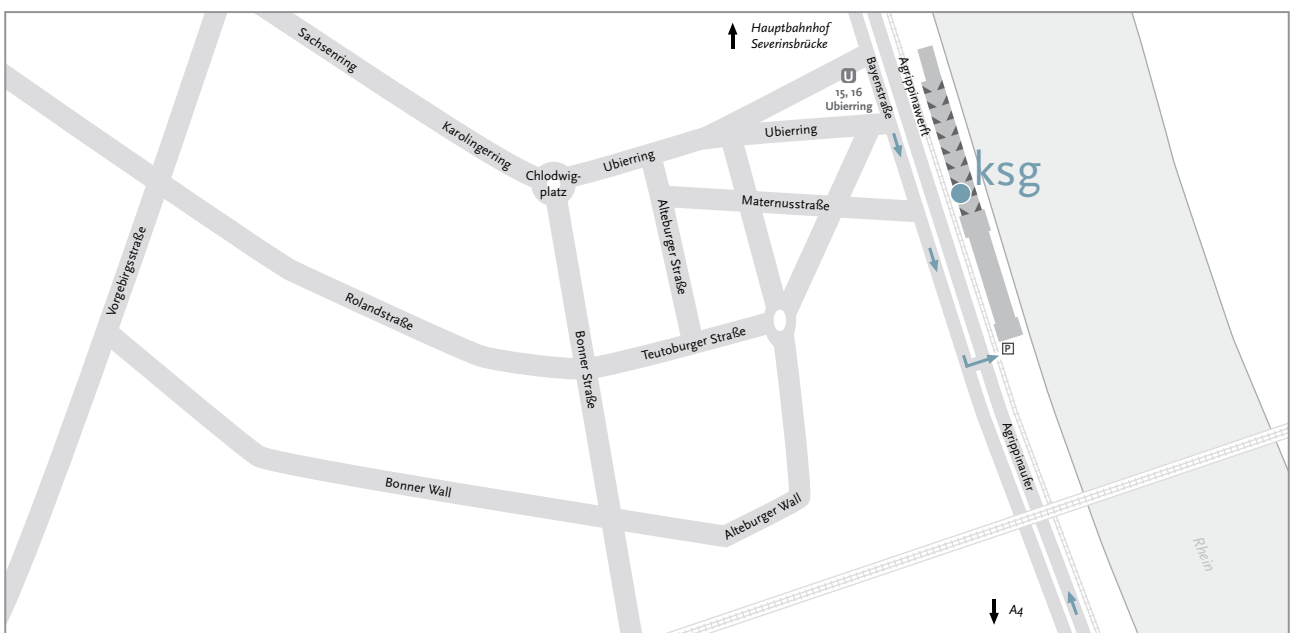 Hauptbahnhof
Severinsbrücke
Sachsenring
Bayenstraße
Agrippinawerft
U
15, 16
Ubierring
Karolingerring
Ubierring
Ubierring
Chlodwig-
platz
ksg
Maternusstraße
Alteburger Straße
Vorgebirgsstraße
Rolandstraße
Bonner Straße
Teutoburger Straße
P
Agrippinaufer
Bonner Wall
Alteburger Wall
Rhein
A4